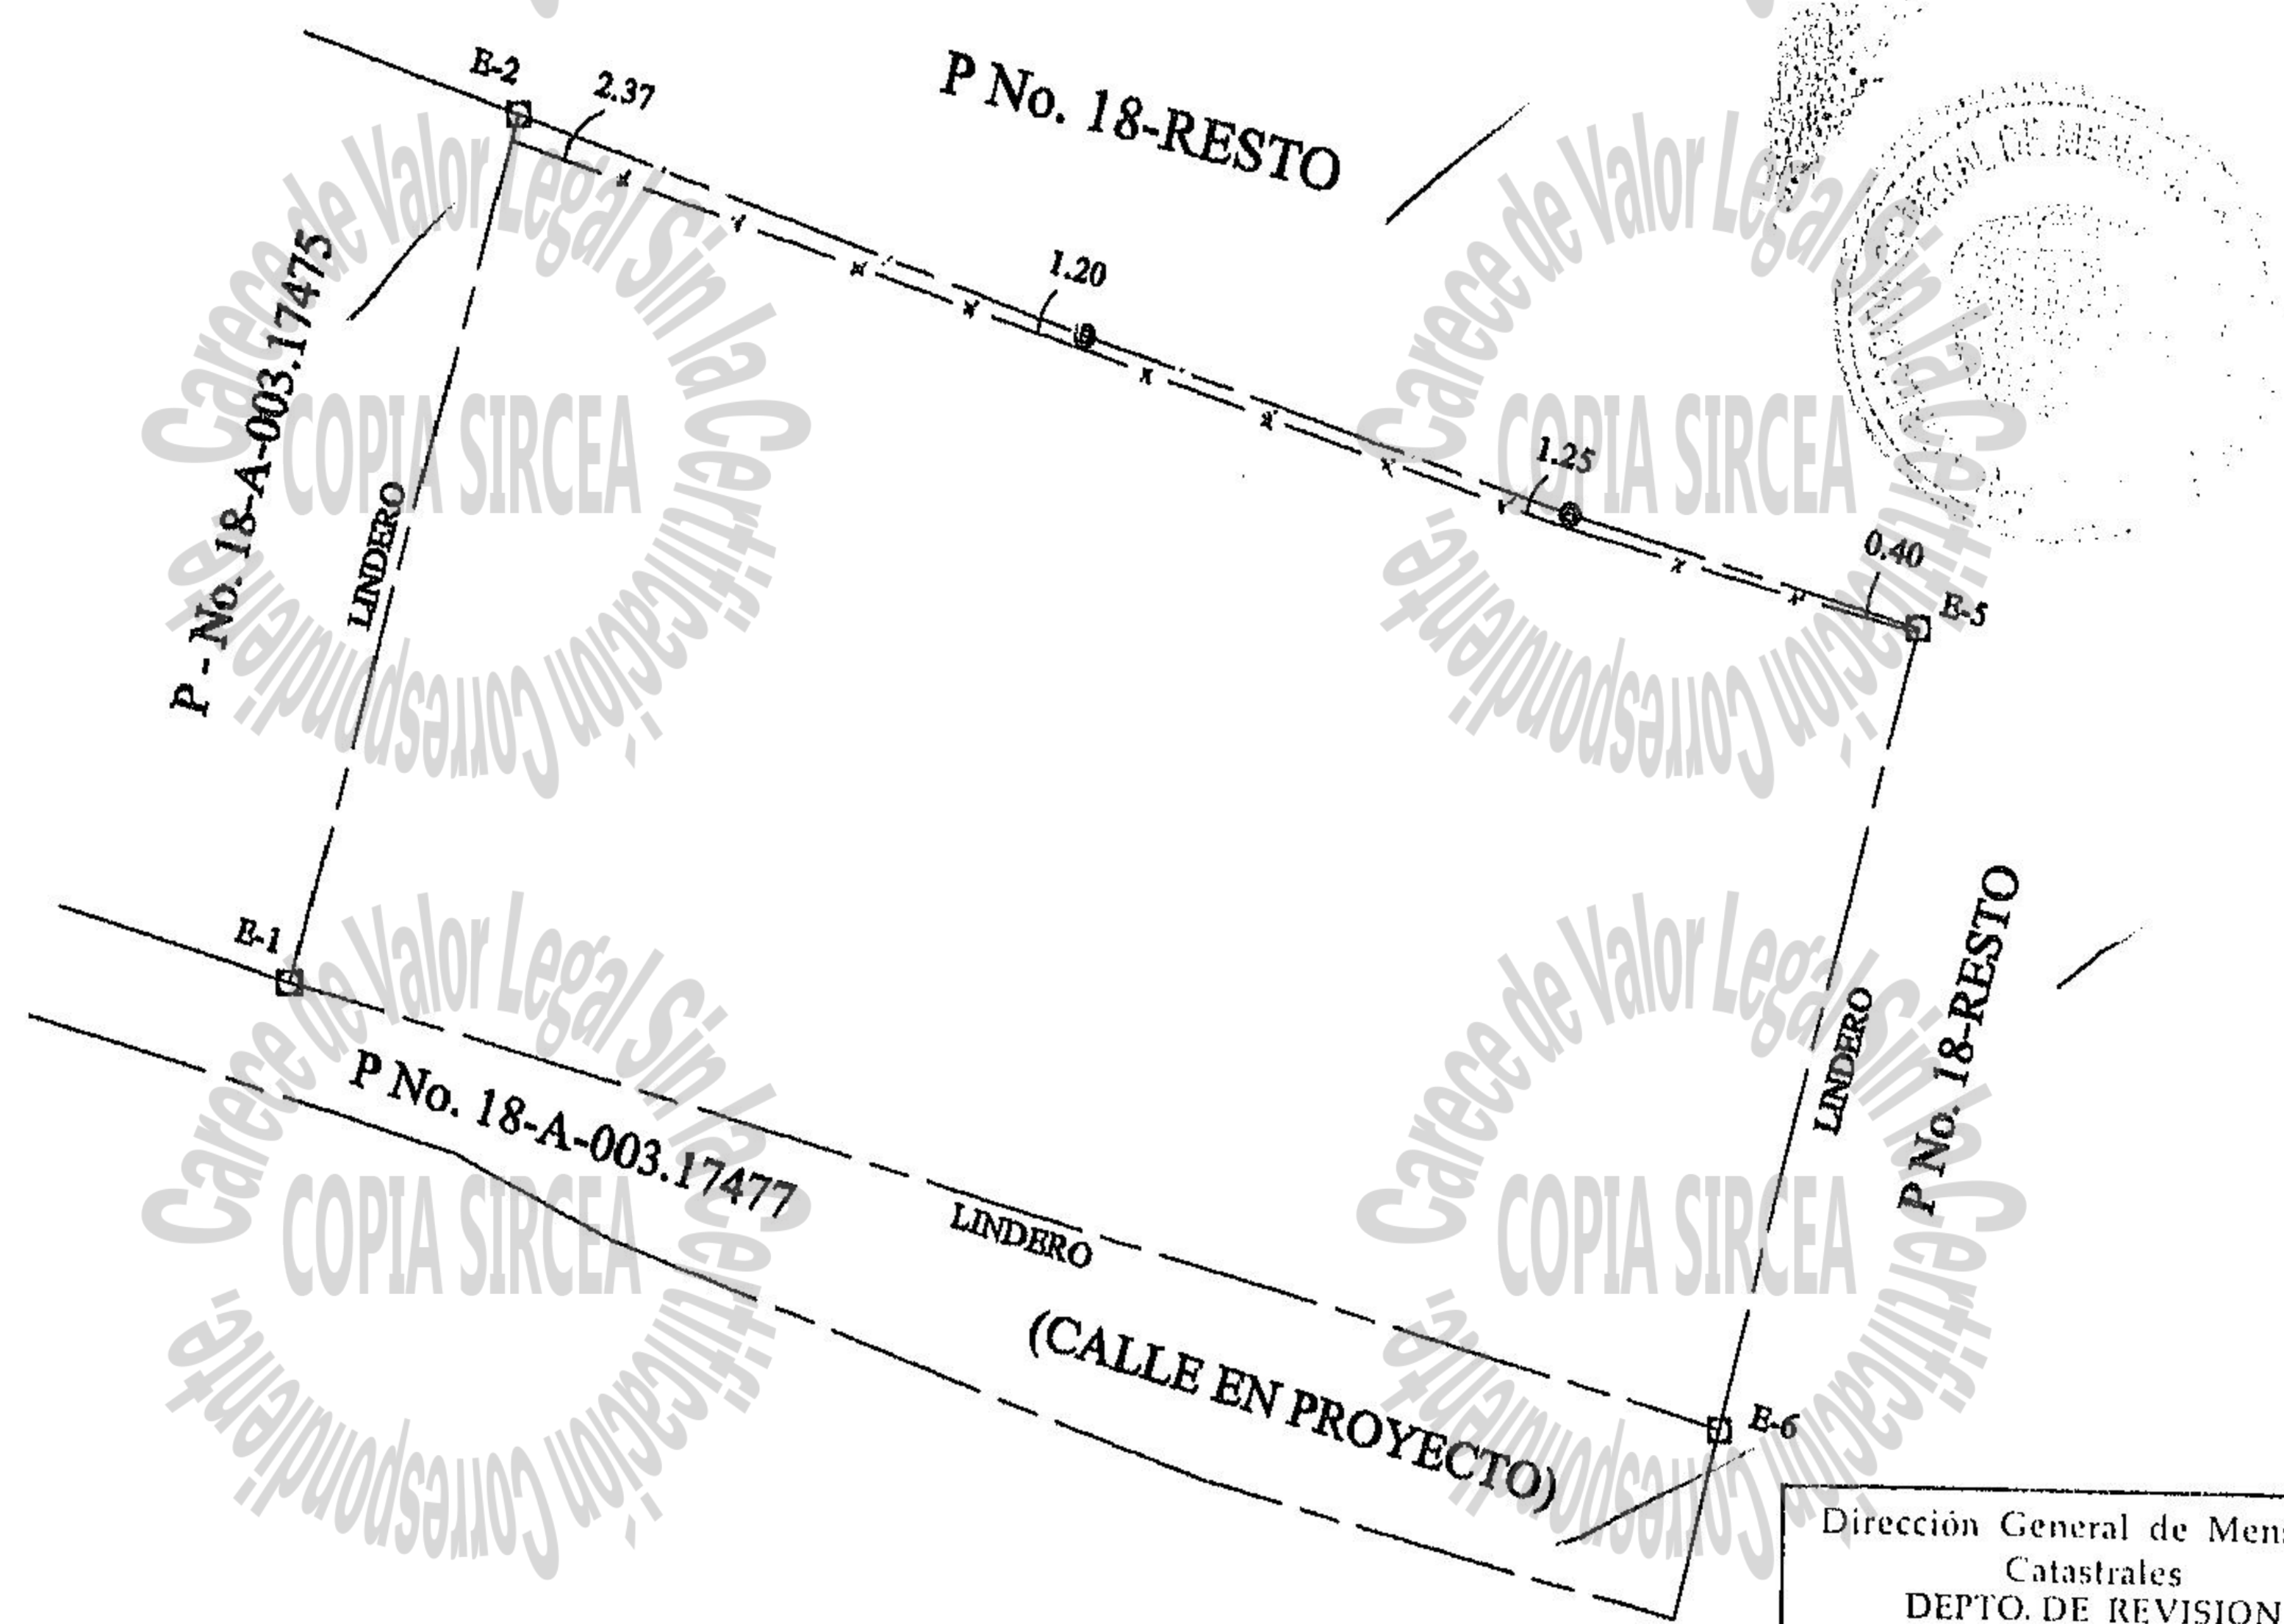 E-2
2.37
P No. 18-RESTO
1.20
1.25
0.40
E-5
P - No. 18-A-003.17475
LINDERO
E-1
P No. 18-A-003.17477
LINDERO
(CALLE EN PROYECTO)
LINDERO
P No. 18-RESTO
E-6
Carece de Valor Legal Sin la Certificación Correspondiente
COPIA SIRCEA
Carece de Valor Legal Sin la Certificación Correspondiente
COPIA SIRCEA
Carece de Valor Legal Sin la Certificación Correspondiente
COPIA SIRCEA
Carece de Valor Legal Sin la Certificación Correspondiente
COPIA SIRCEA
Dirección General de
Catastrales
DEPTO. DE REVISION